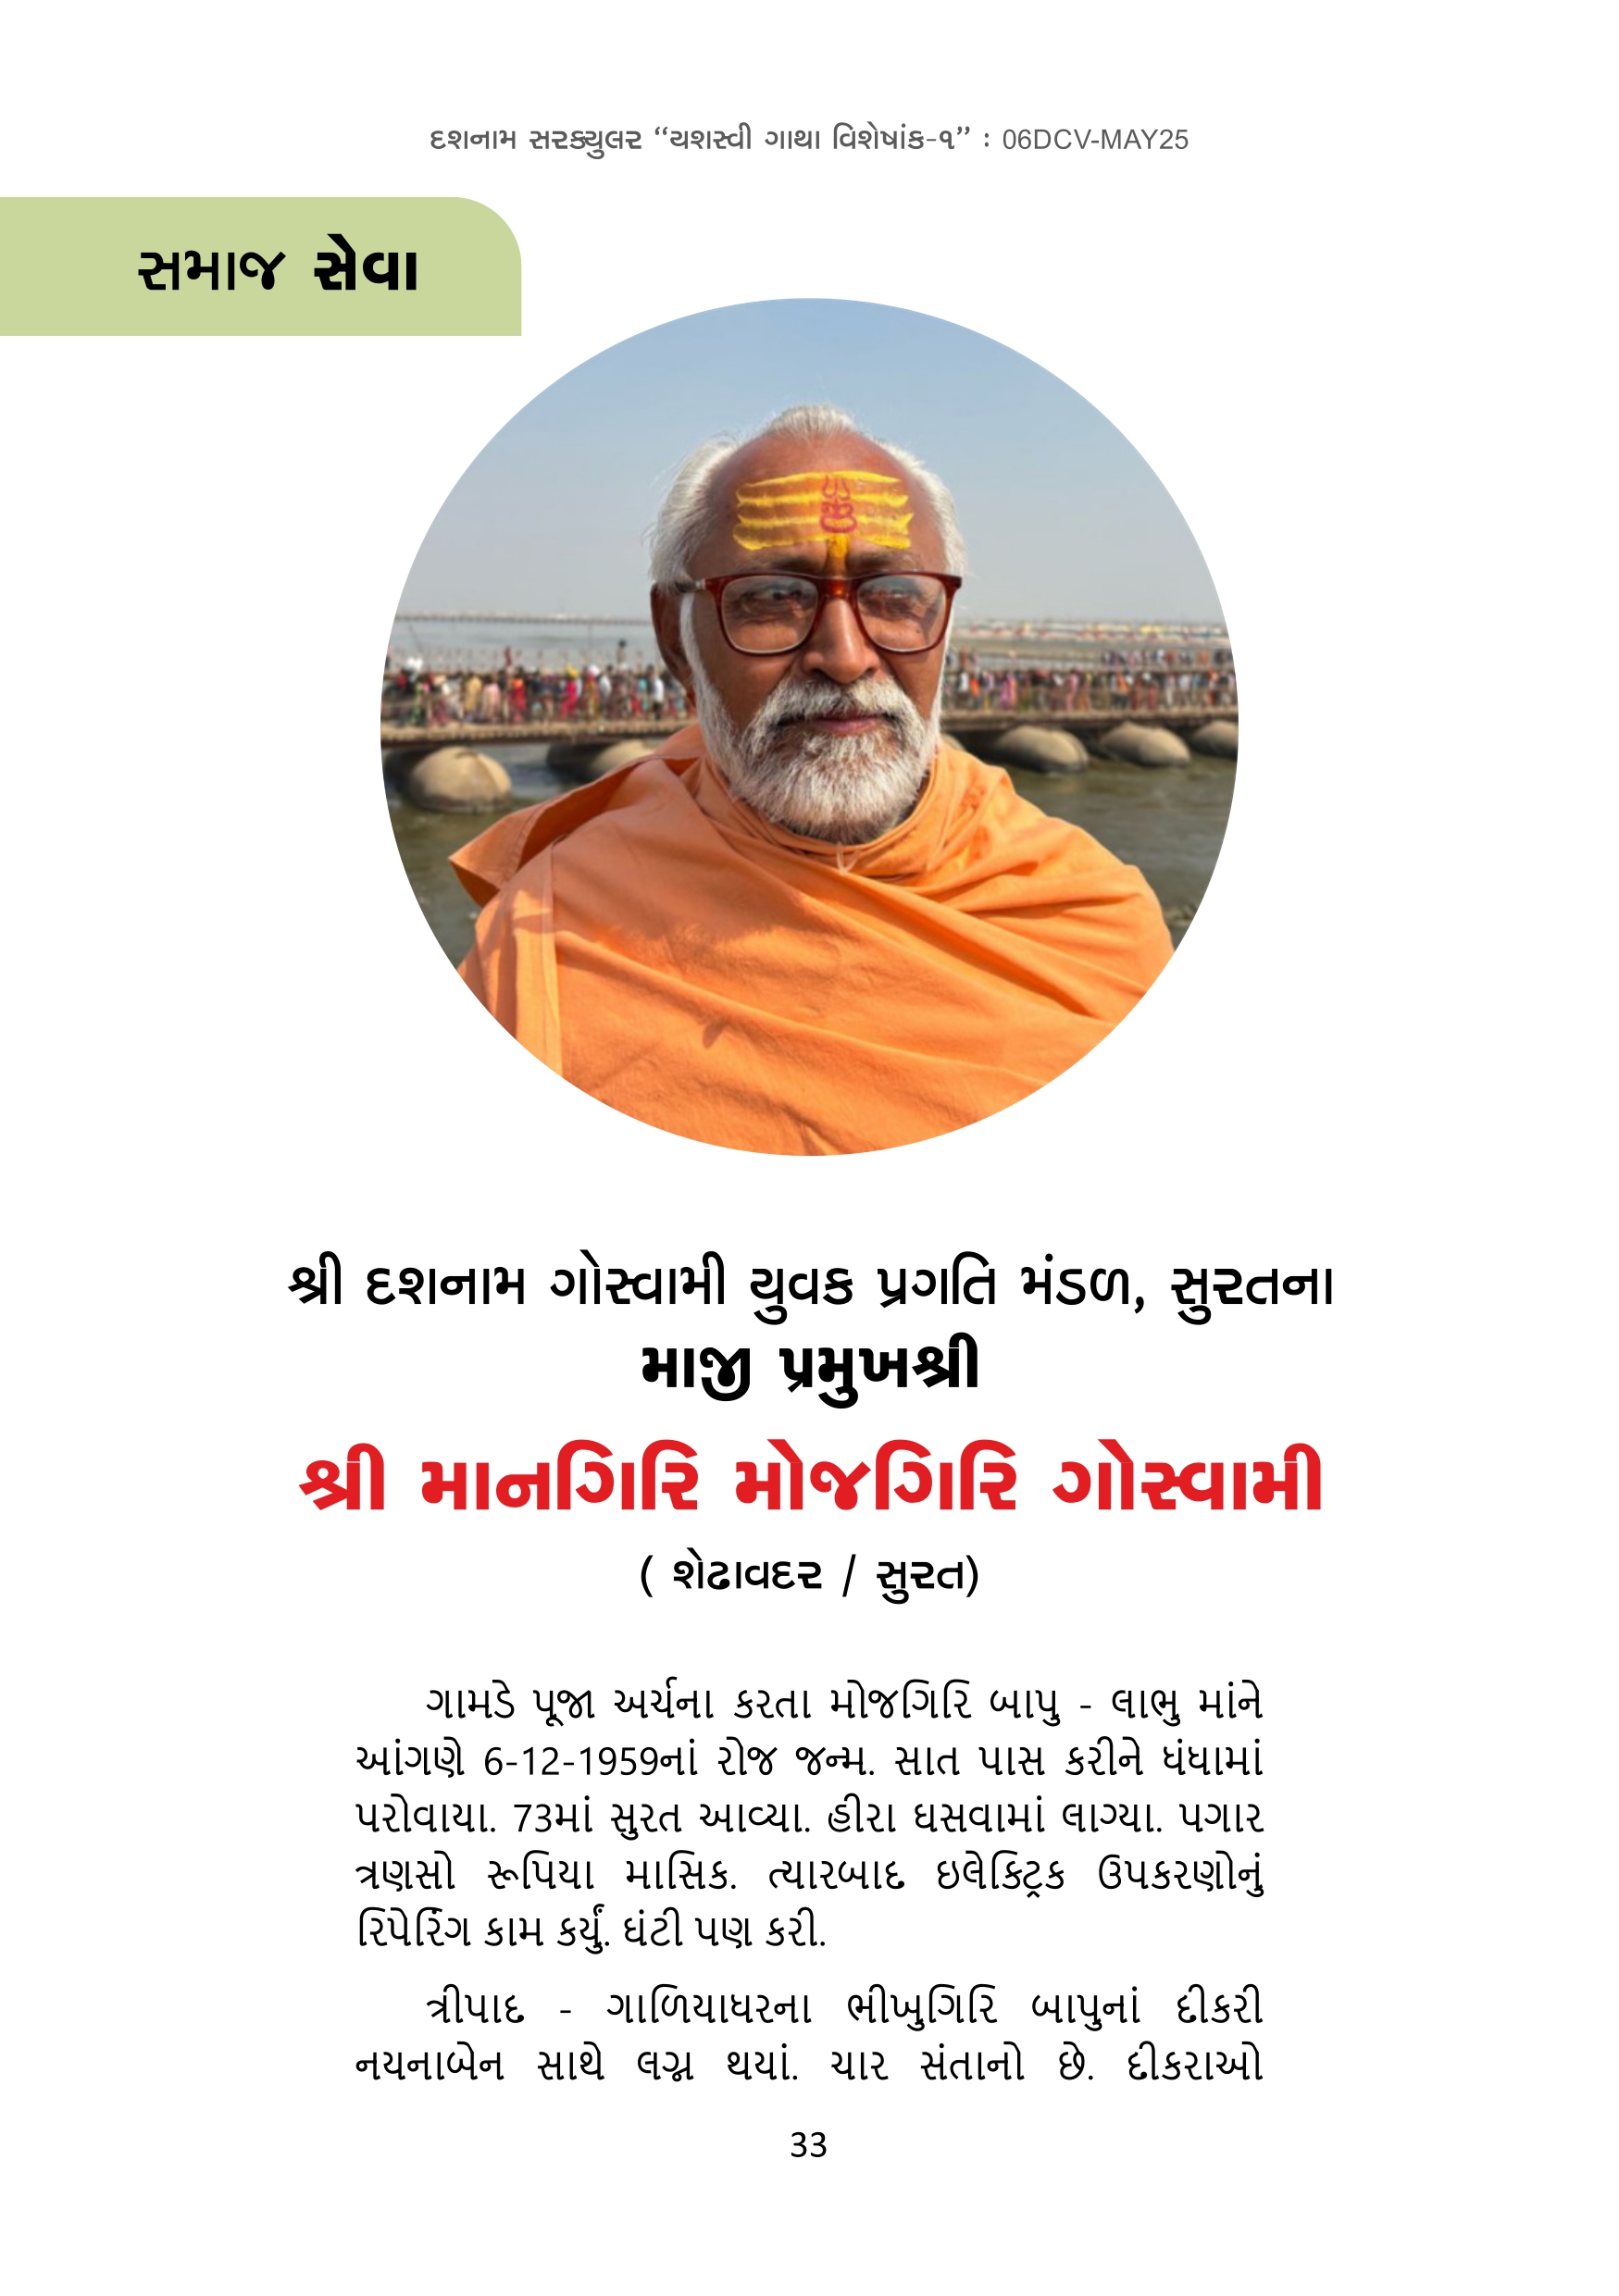 દશનામ સરક્યુલર “યશસ્વી ગાથા વિશેષાંક-૧” : 06DCV-MAY25
સમાજ સેવા
શ્રી દશનામ ગોસ્વામી યુવક પ્રગતિ મંડળ, સુરતના
માજી પ્રમુખશ્રી
શ્રી માનગિરિ મોજગિરિ ગોસ્વામી
( શેઢાવદર / સુરત)
ગામડે પૂજા અર્ચના કરતા મોજગિરિ બાપુ - લાભુ માંને
આંગણે 6-12-1959નાં રોજ જન્મ. સાત પાસ કરીને ધંધામાં
પરોવાયા. 73માં સુરત આવ્યા. હીરા ઘસવામાં લાગ્યા. પગાર
ત્રણસો રૂપિયા માસિક. ત્યારબાદ ઇલેક્ટ્રિક ઉપકરણોનું
રિપેરિંગ કામ કર્યું. ઘંટી પણ કરી.
ત્રીપાદ - ગાળિયાધરના ભીખુગિરિ બાપુનાં દીકરી
નયનાબેન સાથે લગ્ન થયાં. ચાર સંતાનો છે. દીકરાઓ
33